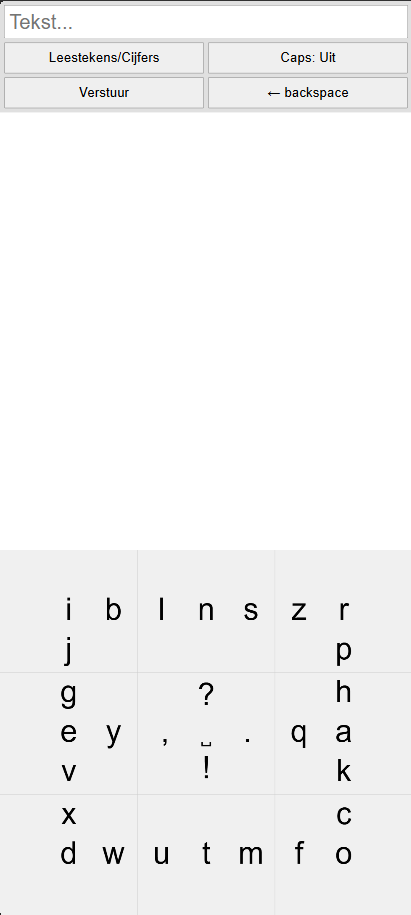 Tekst...
Leestekens/Cijfers Caps: Uit
Verstuur ← backspace
i b l n s z r
j p
g ? h
e y , ⎵ . q a
v ! k
x c
d w u t m f o